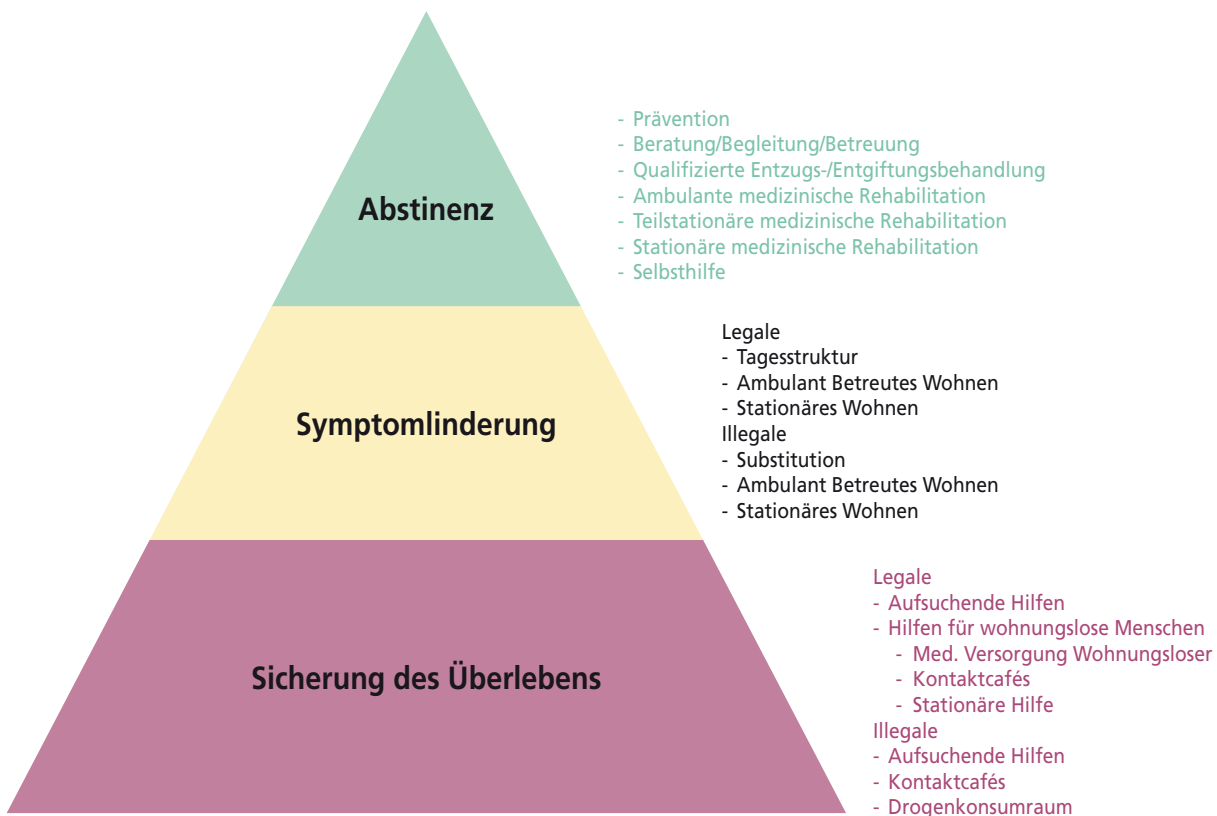 Abstinenz
- Prävention
- Beratung/Begleitung/Betreuung
- Qualifizierte Entzugs-/Entgiftungsbehandlung
- Ambulante medizinische Rehabilitation
- Teilstationäre medizinische Rehabilitation
- Stationäre medizinische Rehabilitation
- Selbsthilfe
Symptomlinderung
Legale
- Tagesstruktur
- Ambulant Betreutes Wohnen
- Stationäres Wohnen
Illegale
- Substitution
- Ambulant Betreutes Wohnen
- Stationäres Wohnen
Sicherung des Überlebens
Legale
- Aufsuchende Hilfen
- Hilfen für wohnungslose Menschen
- Med. Versorgung Wohnungsloser
- Kontaktcafés
- Stationäre Hilfe
Illegale
- Aufsuchende Hilfen
- Kontaktcafés
- Drogenkonsumraum